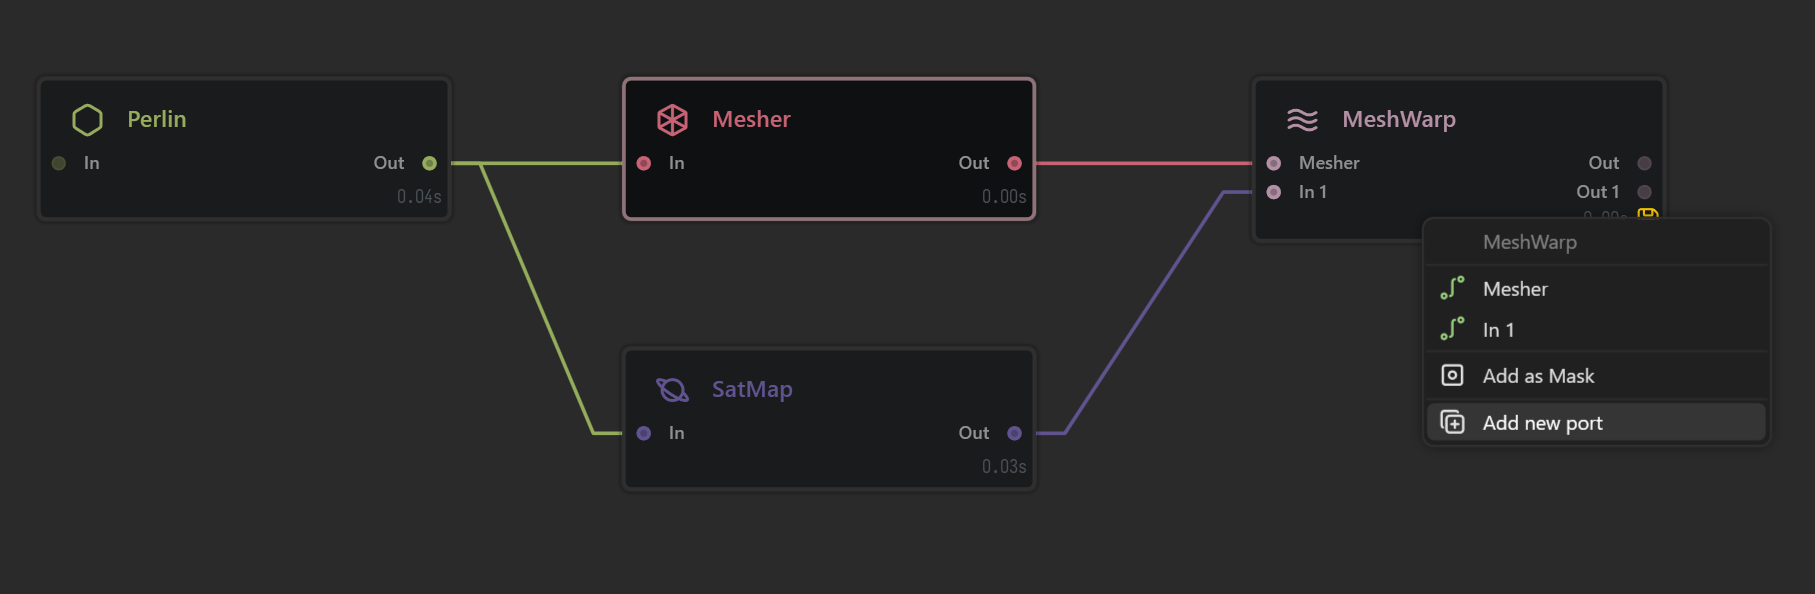 Perlin
In
Out
0.04s
Mesher
In
Out
0.00s
MeshWarp
Mesher
Out
In 1
Out 1
MeshWarp
Mesher
In 1
Add as Mask
Add new port
SatMap
In
Out
0.03s